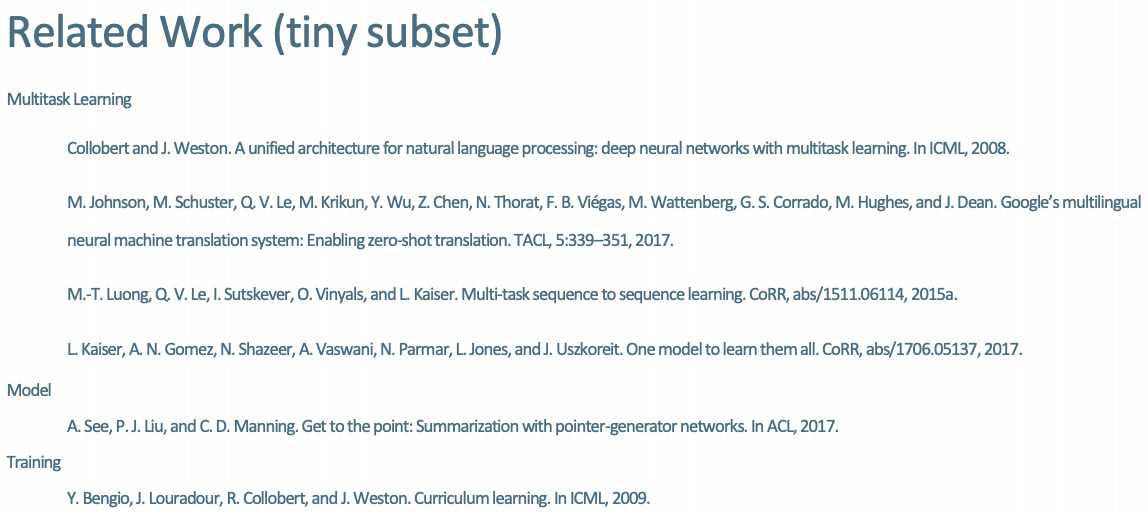 Related Work (tiny subset)
Multitask Learning
Collobert and J. Weston. A unified architecture for natural language processing: deep neural networks with multitask learning. In ICML, 2008.
M. Johnson, M. Schuster, Q. V. Le, M. Krikun, Y. Wu, Z. Chen, N. Thorat, F. B. Viégas, M. Wattenberg, G. S. Corrado, M. Hughes, and J. Dean. Google’s multilingual
neural machine translation system: Enabling zero-shot translation. TACL, 5:339–351, 2017.
M.-T. Luong, Q. V. Le, I. Sutskever, O. Vinyals, and L. Kaiser. Multi-task sequence to sequence learning. CoRR, abs/1511.06114, 2015a.
L. Kaiser, A. N. Gomez, N. Shazeer, A. Vaswani, N. Parmar, L. Jones, and J. Uszkoreit. One model to learn them all. CoRR, abs/1706.05137, 2017.
Model
A. See, P. J. Liu, and C. D. Manning. Get to the point: Summarization with pointer-generator networks. In ACL, 2017.
Training
Y. Bengio, J. Louradour, R. Collobert, and J. Weston. Curriculum learning. In ICML, 2009.